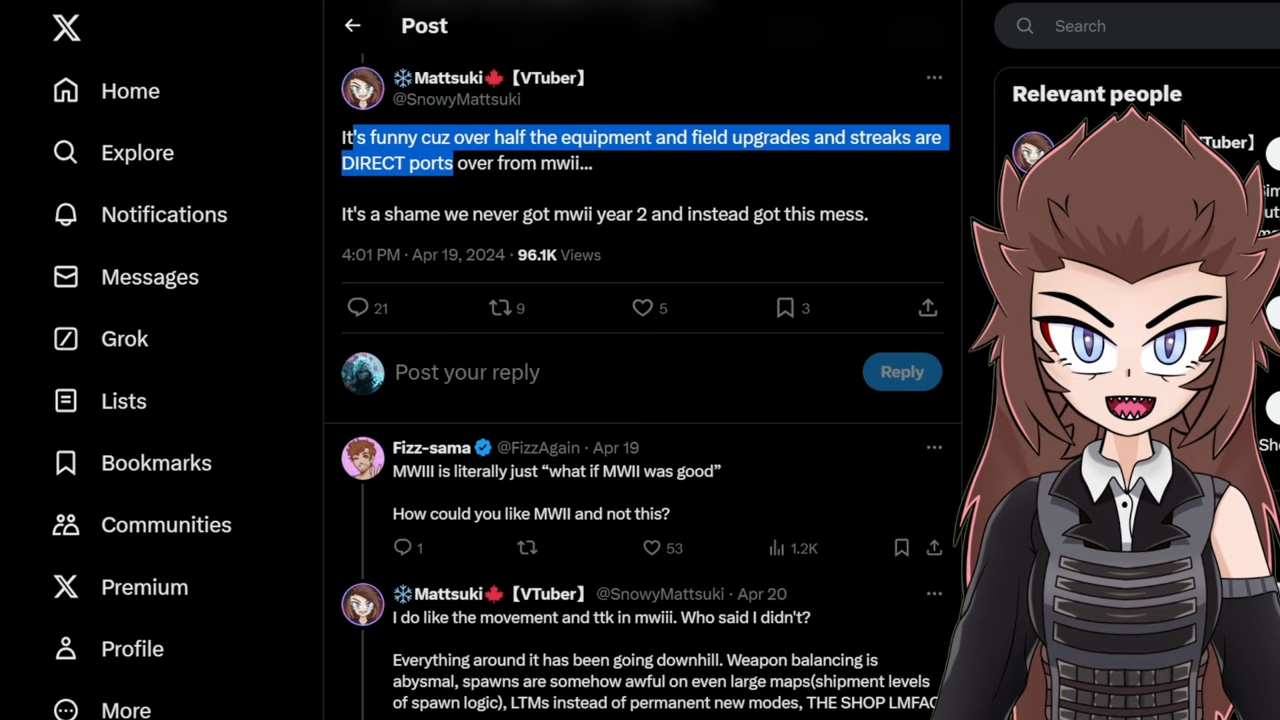 Post
Search
Home
Explore
Notifications
Messages
Grok
Lists
Bookmarks
Communities
Premium
Profile
More
❄️Mattsuki🍁【VTuber】
@SnowyMattsuki
It's funny cuz over half the equipment and field upgrades and streaks are
DIRECT ports over from mwii...
It's a shame we never got mwii year 2 and instead got this mess.
4:01 PM · Apr 19, 2024 · 96.1K Views
21 9 5 3
Post your reply
Reply
Fizz-sama @FizzAgain · Apr 19
MWIII is literally just “what if MWII was good”
How could you like MWII and not this?
1 53 1.2K
❄️Mattsuki🍁【VTuber】 @SnowyMattsuki · Apr 20
I do like the movement and ttk in mwiii. Who said I didn't?
Everything around it has been going downhill. Weapon balancing is
abysmal, spawns are somehow awful on even large maps(shipment levels
of spawn logic), LTMs instead of permanent new modes, THE SHOP LMFAO
Relevant people
Tuber】